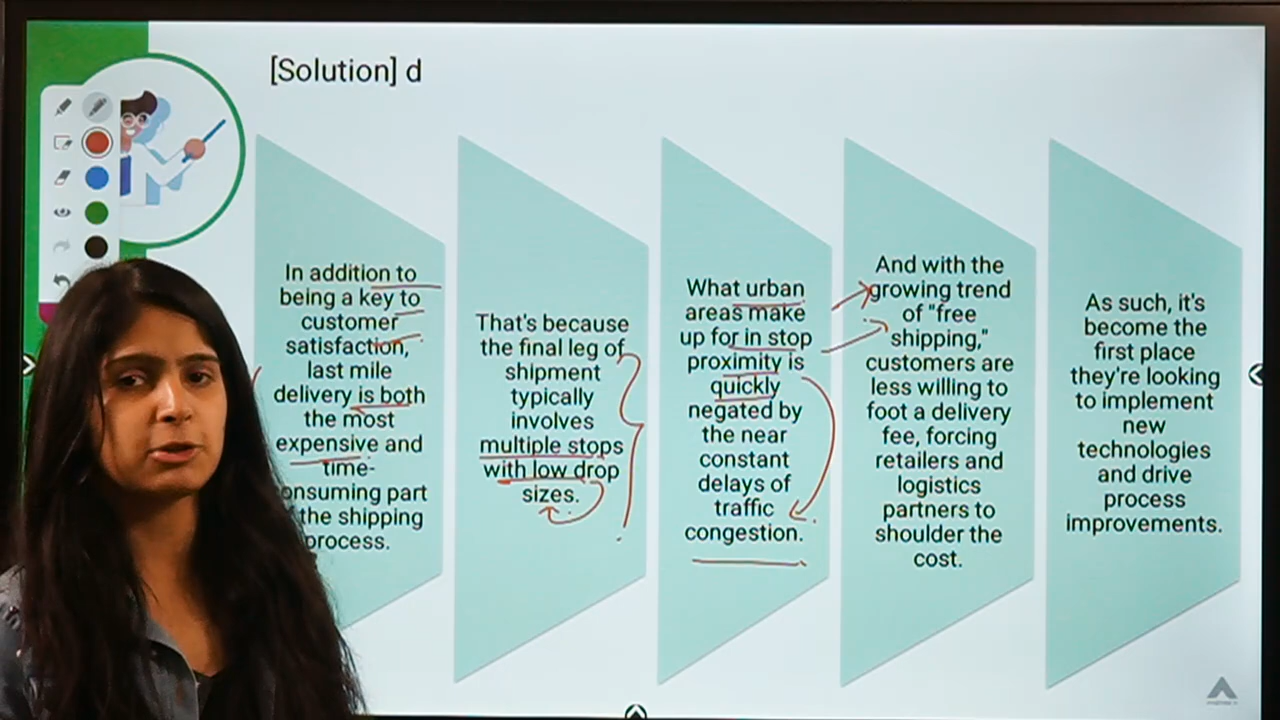 [Solution] d
In addition to
being a key to
customer
satisfaction,
last mile
delivery is both
the most
expensive and
time-
onsuming part
the shipping
process.
That's because
the final leg of
shipment
typically
involves
multiple stops
with low drop
sizes.
What urban
areas make
up for in stop
proximity is
quickly
negated by
the near
constant
delays of
traffic
congestion.
And with the
growing trend
of "free
shipping,"
customers are
less willing to
foot a delivery
fee, forcing
retailers and
logistics
partners to
shoulder the
cost.
As such, it's
become the
first place
they're looking
to implement
new
technologies
and drive
process
improvements.